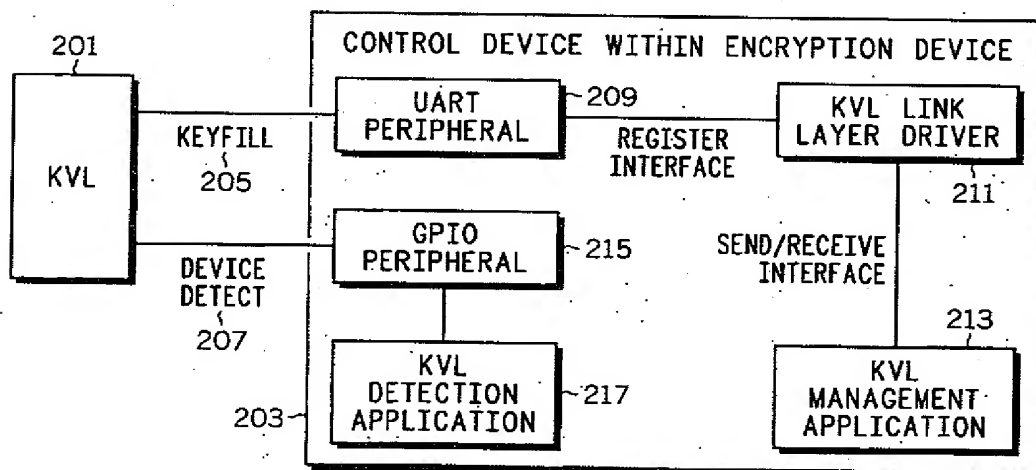 201
KVL
KEYFILL
205
DEVICE
DETECT
207
CONTROL DEVICE WITHIN ENCRYPTION DEVICE
UART
PERIPHERAL
209
REGISTER
INTERFACE
KVL LINK
LAYER DRIVER
211
GPIO
PERIPHERAL
215
SEND/RECEIVE
INTERFACE
KVL
DETECTION
APPLICATION
217
203
213
KVL
MANAGEMENT
APPLICATION